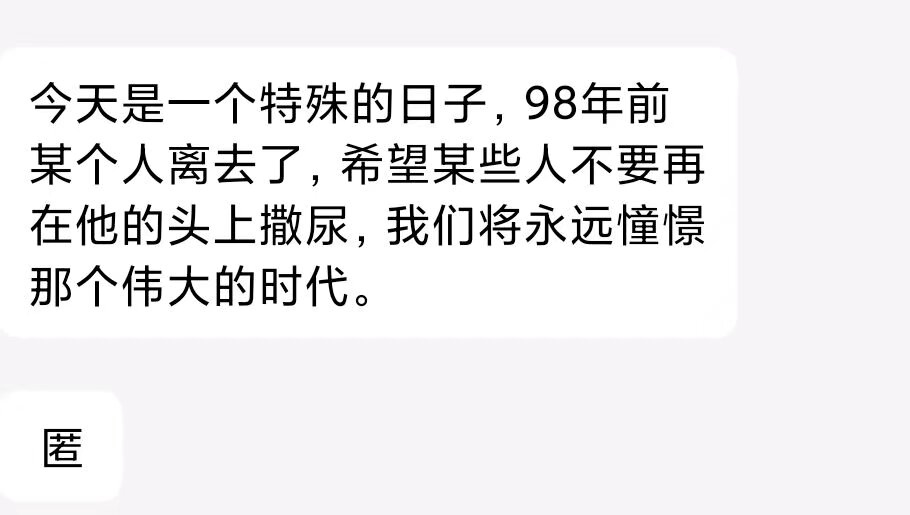 今天是一个特殊的日子，98年前
某个人离去了，希望某些人不要再
在他的头上撒尿，我们将永远憧憬
那个伟大的时代。
匿